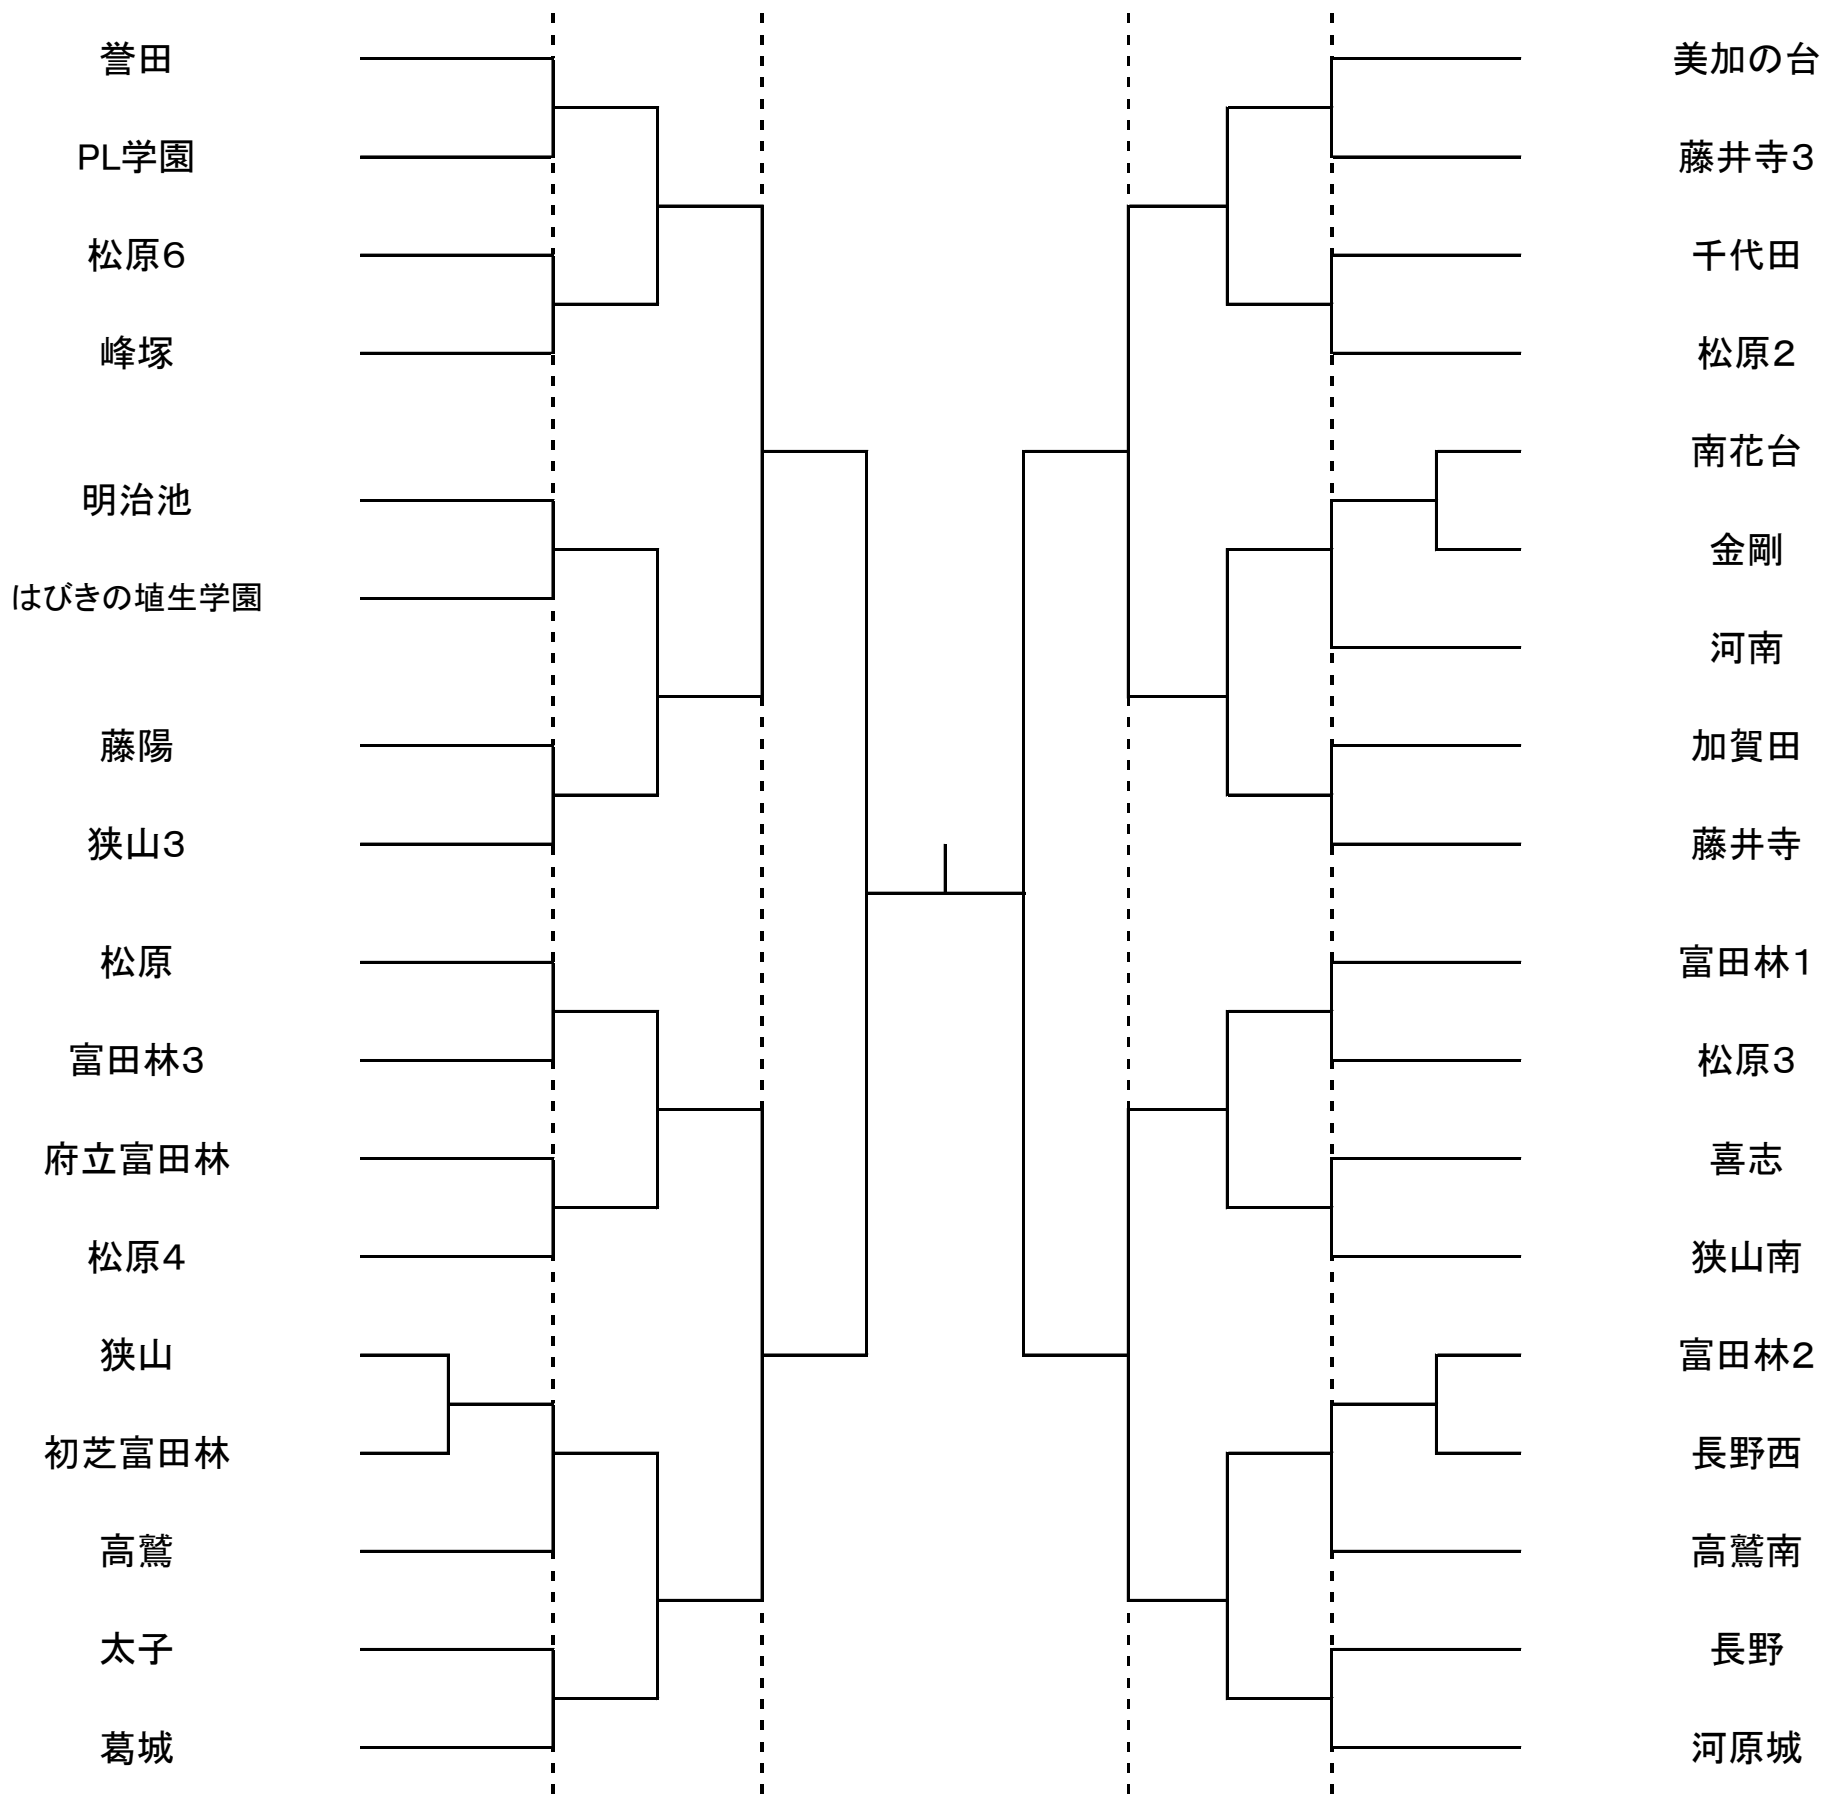 誉田
PL学園
松原6
峰塚
明治池
はびきの埴生学園
藤陽
狭山3
松原
富田林3
府立富田林
松原4
狭山
初芝富田林
高鷲
太子
葛城
美加の台
藤井寺3
千代田
松原2
南花台
金剛
河南
加賀田
藤井寺
富田林1
松原3
喜志
狭山南
富田林2
長野西
高鷲南
長野
河原城